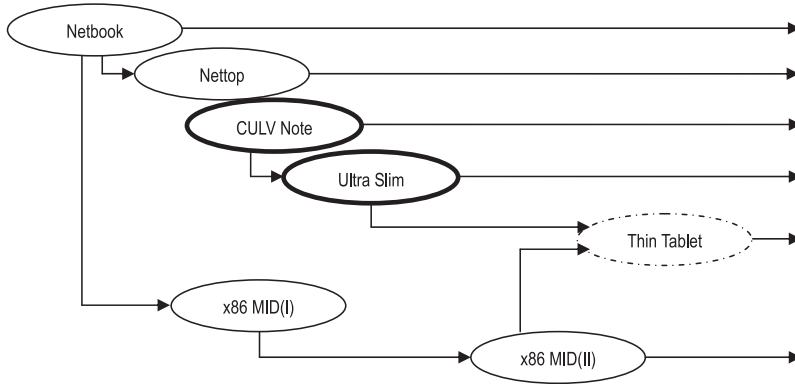 Netbook
Nettop
CULV Note
Ultra Slim
Thin Tablet
x86 MID(I)
x86 MID(II)